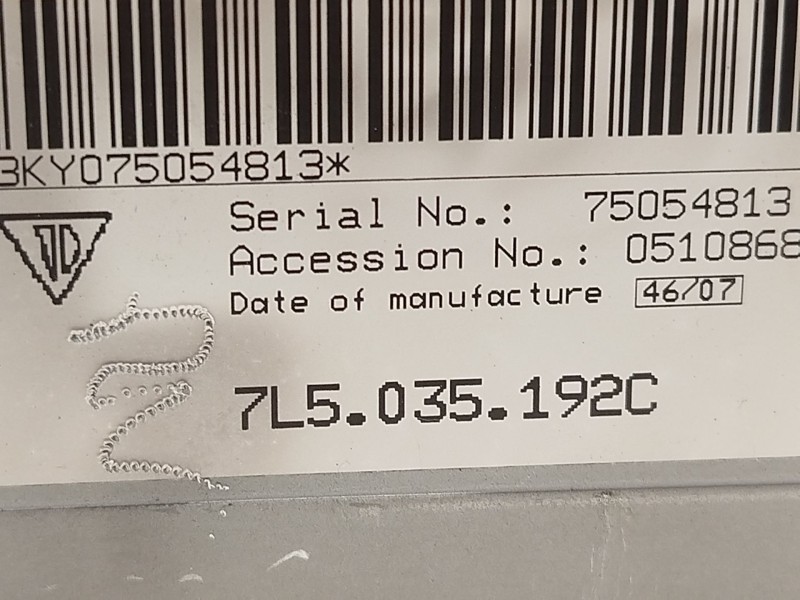 3KY075054813*
Serial No.: 75054813
Accession No.: 0510868
Date of manufacture 46/07
7L5.035.192C